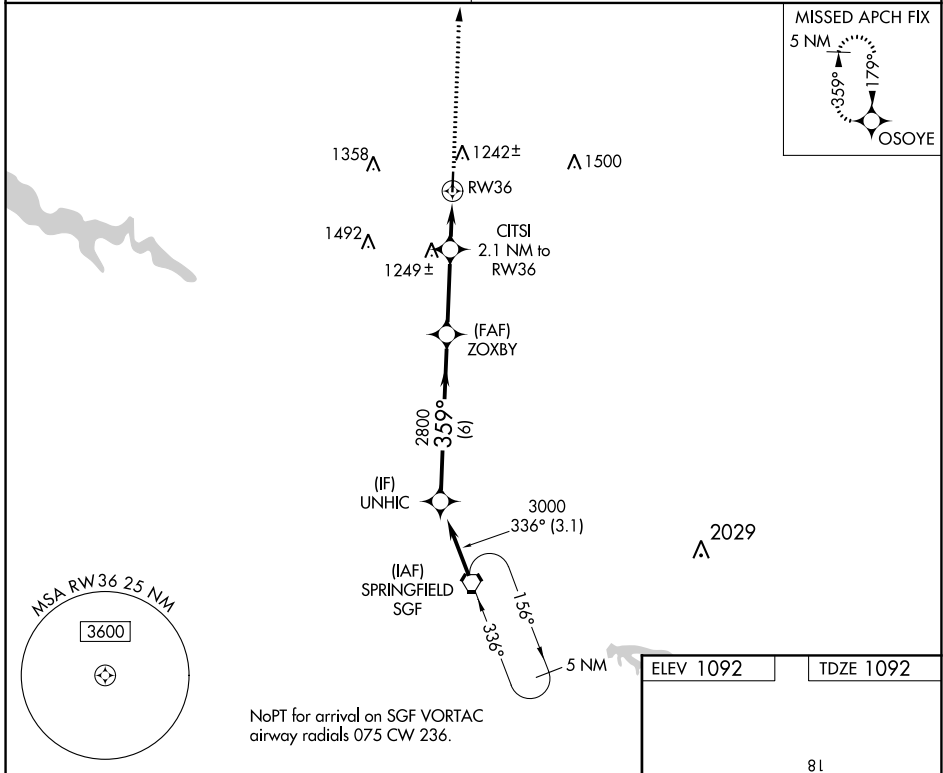 MISSED APCH FIX
5 NM
359°
179°
OSOYE
1358
1242±
1500
RW36
1492
1249±
CITSI
2.1 NM to
RW36
(FAF)
ZOXBY
2800
359°
(6)
(IF)
UNHIC
3000
336° (3.1)
2029
(IAF)
SPRINGFIELD
SGF
156°
336°
5 NM
MSA RW36 25 NM
3600
NoPT for arrival on SGF VORTAC
airway radials 075 CW 236.
ELEV 1092
TDZE 1092
18